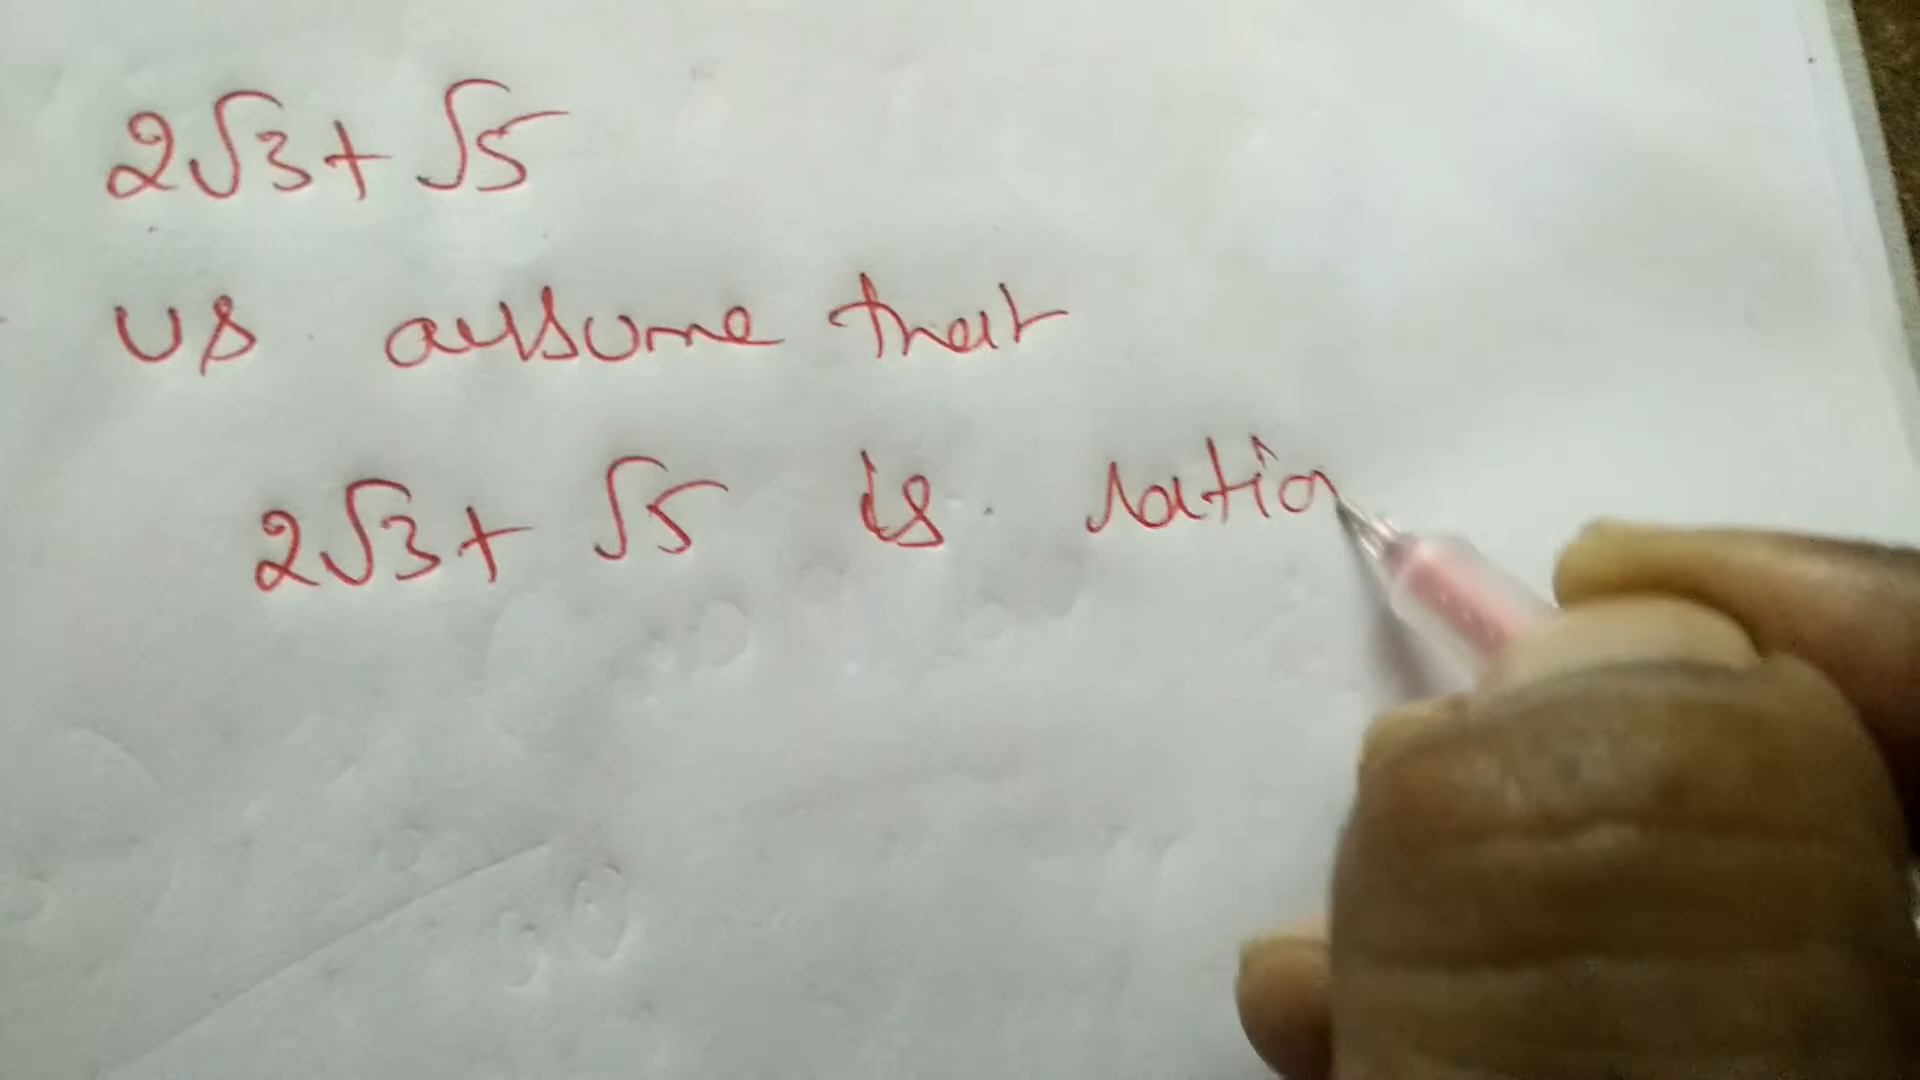 2√3+ √5
us assume that
2√3+ √5 is ratio